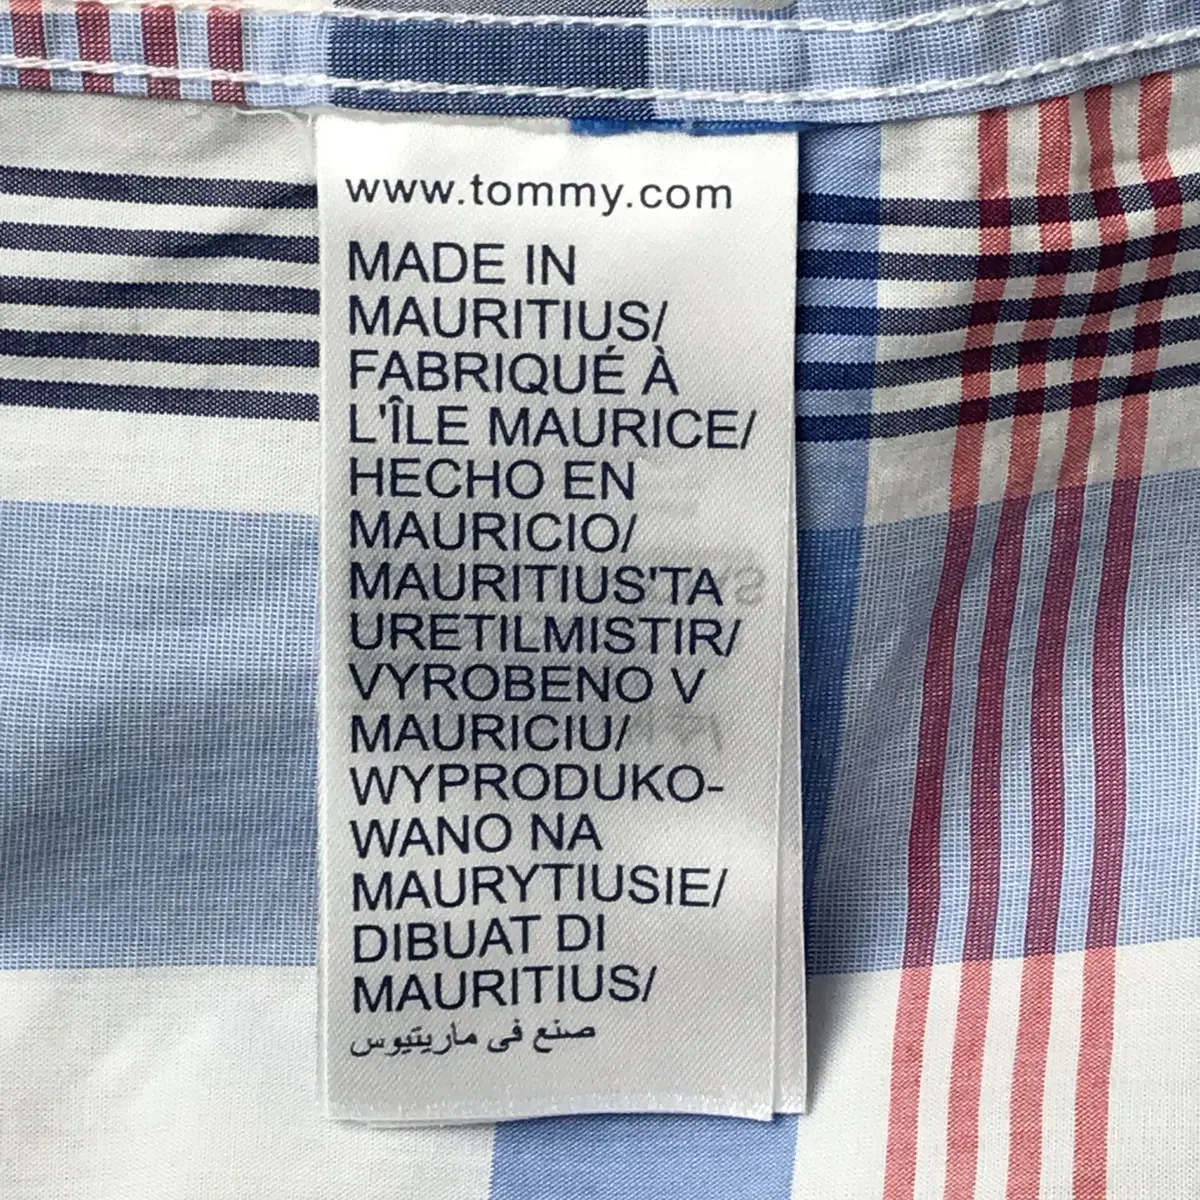 www.tommy.com
MADE IN
MAURITIUS/
FABRIQUÉ À
L'ÎLE MAURICE/
HECHO EN
MAURICIO/
MAURITIUS'TA
URETILMISTIR/
VYROBENO V
MAURICIU/
WYPRODUKO-
WANO NA
MAURYTIUSIE/
DIBUAT DI
MAURITIUS/
صنع فى ماريتيوس